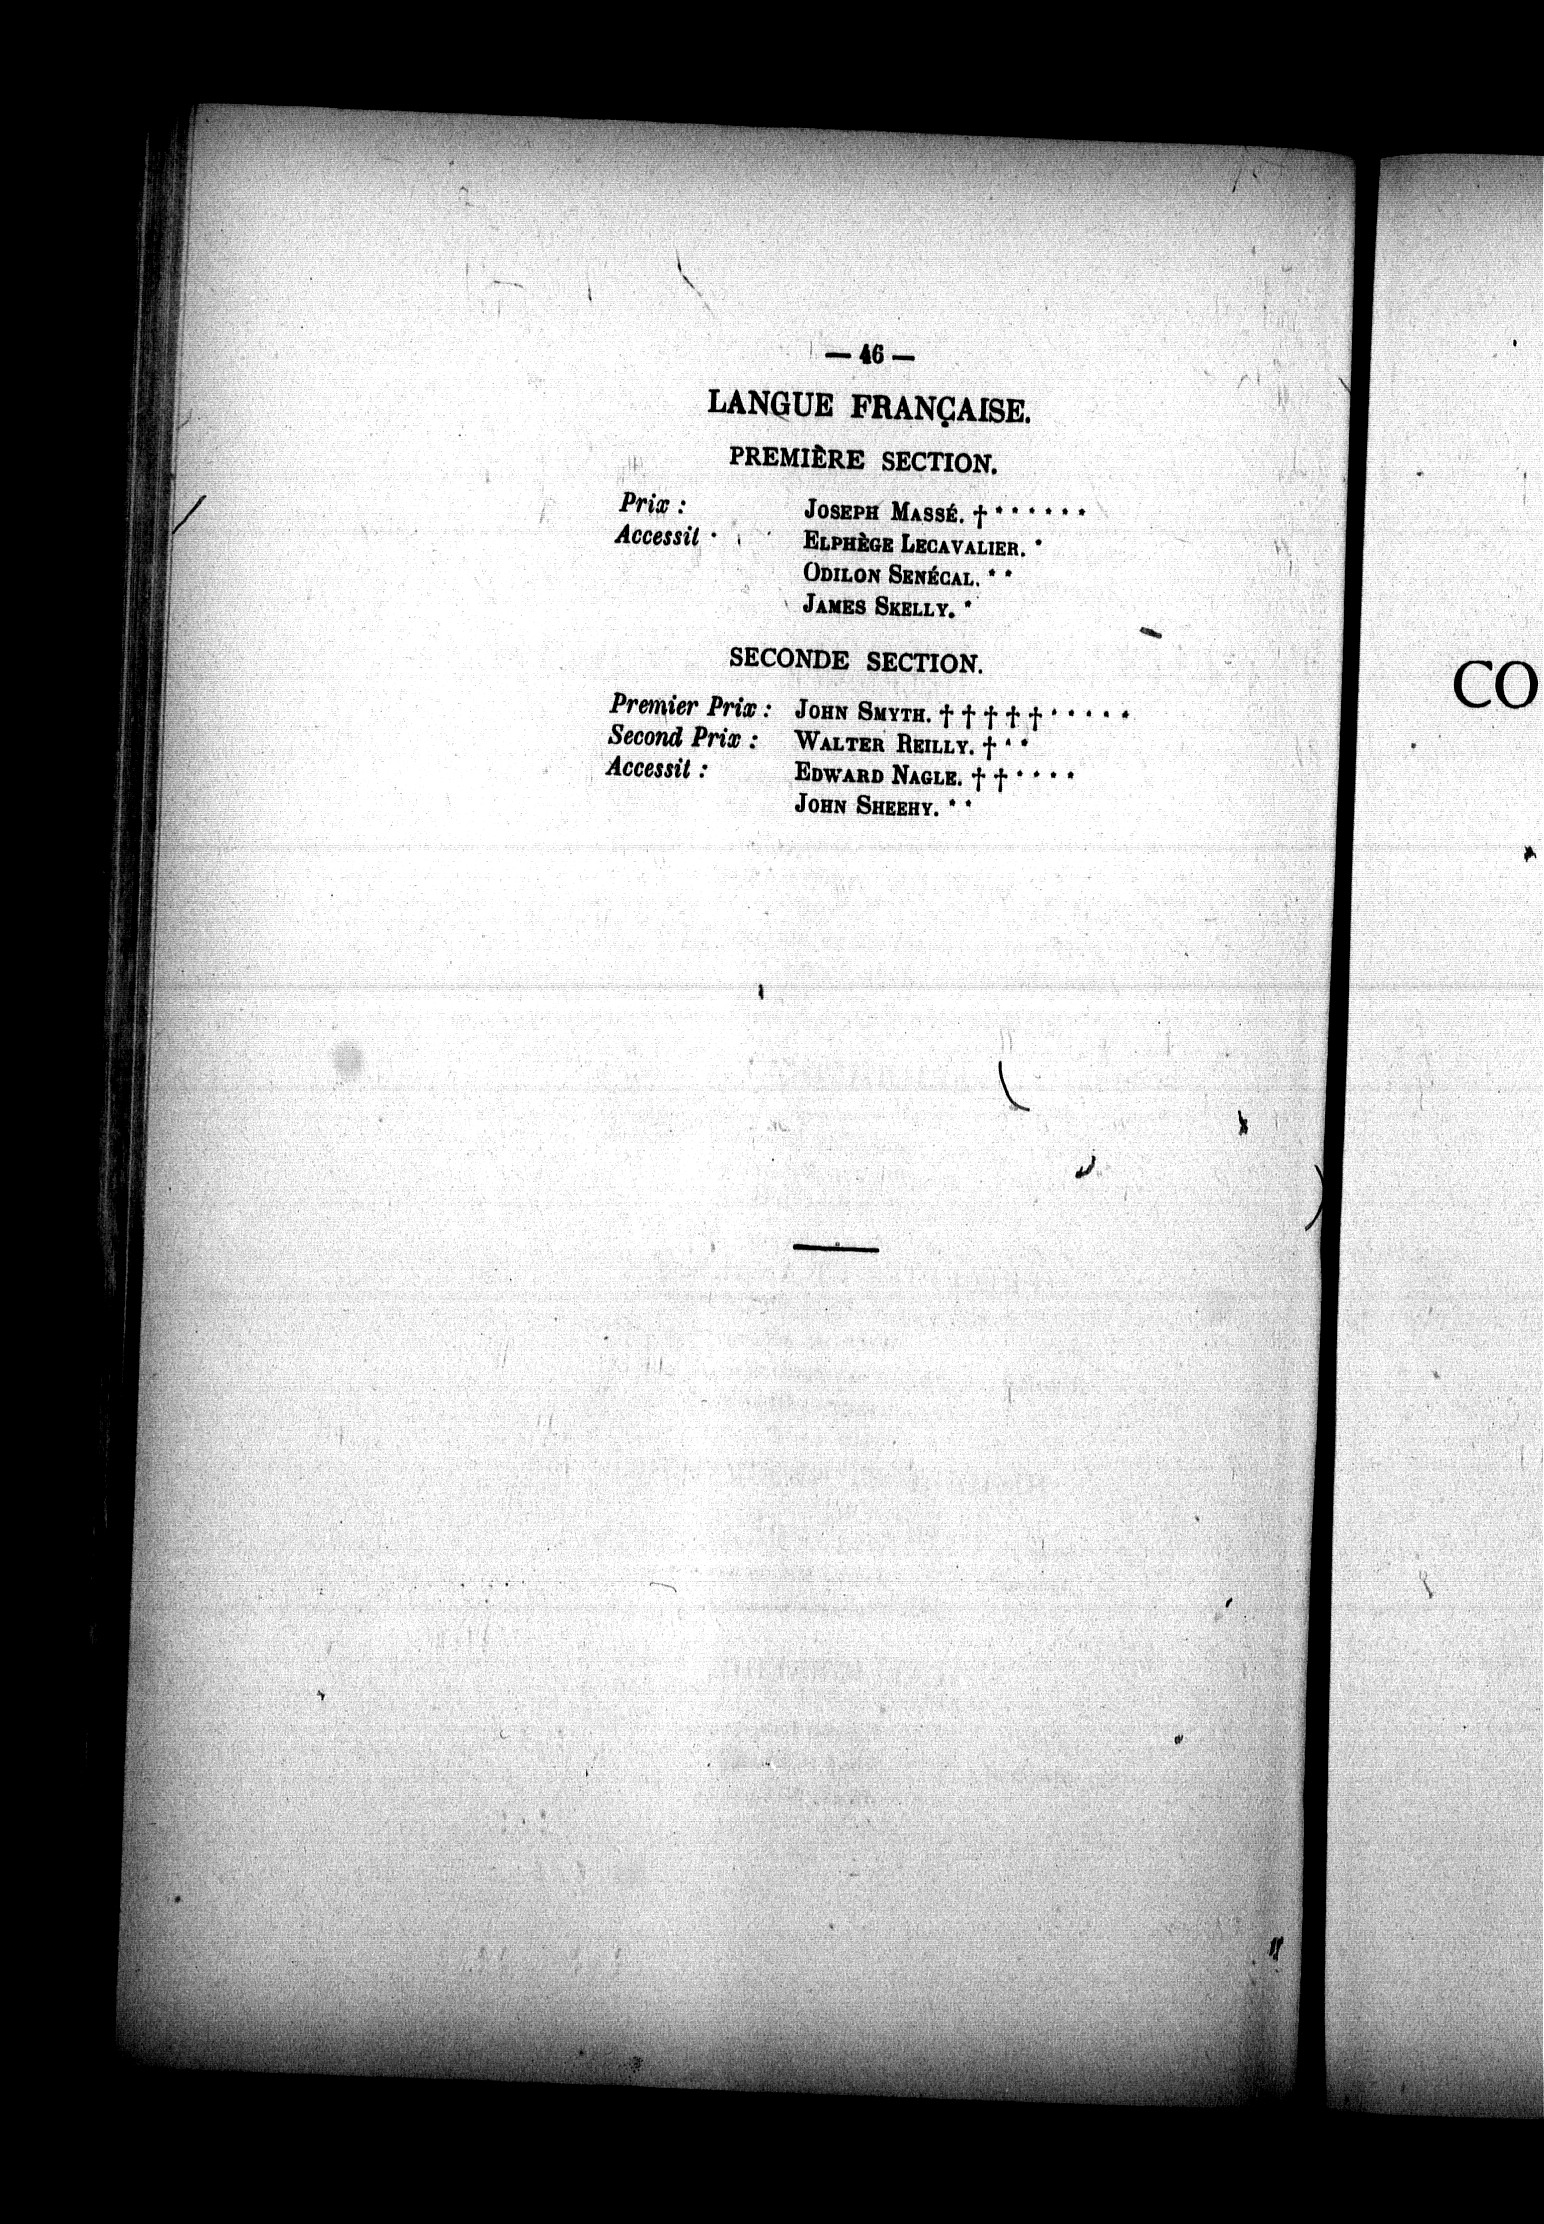 — 46 —
LANGUE FRANÇAISE.
PREMIÈRE SECTION.
Prix : JOSEPH MASSÉ. † * * * * * *
Accessit · ELPHÈGE LECAVALIER. *
ODILON SENÉCAL. * *
JAMES SKELLY. *
SECONDE SECTION.
Premier Prix : JOHN SMYTH. † † † † † * * * * *
Second Prix : WALTER REILLY. † * *
Accessit : EDWARD NAGLE. † † * * * *
JOHN SHEEHY. * *
CO